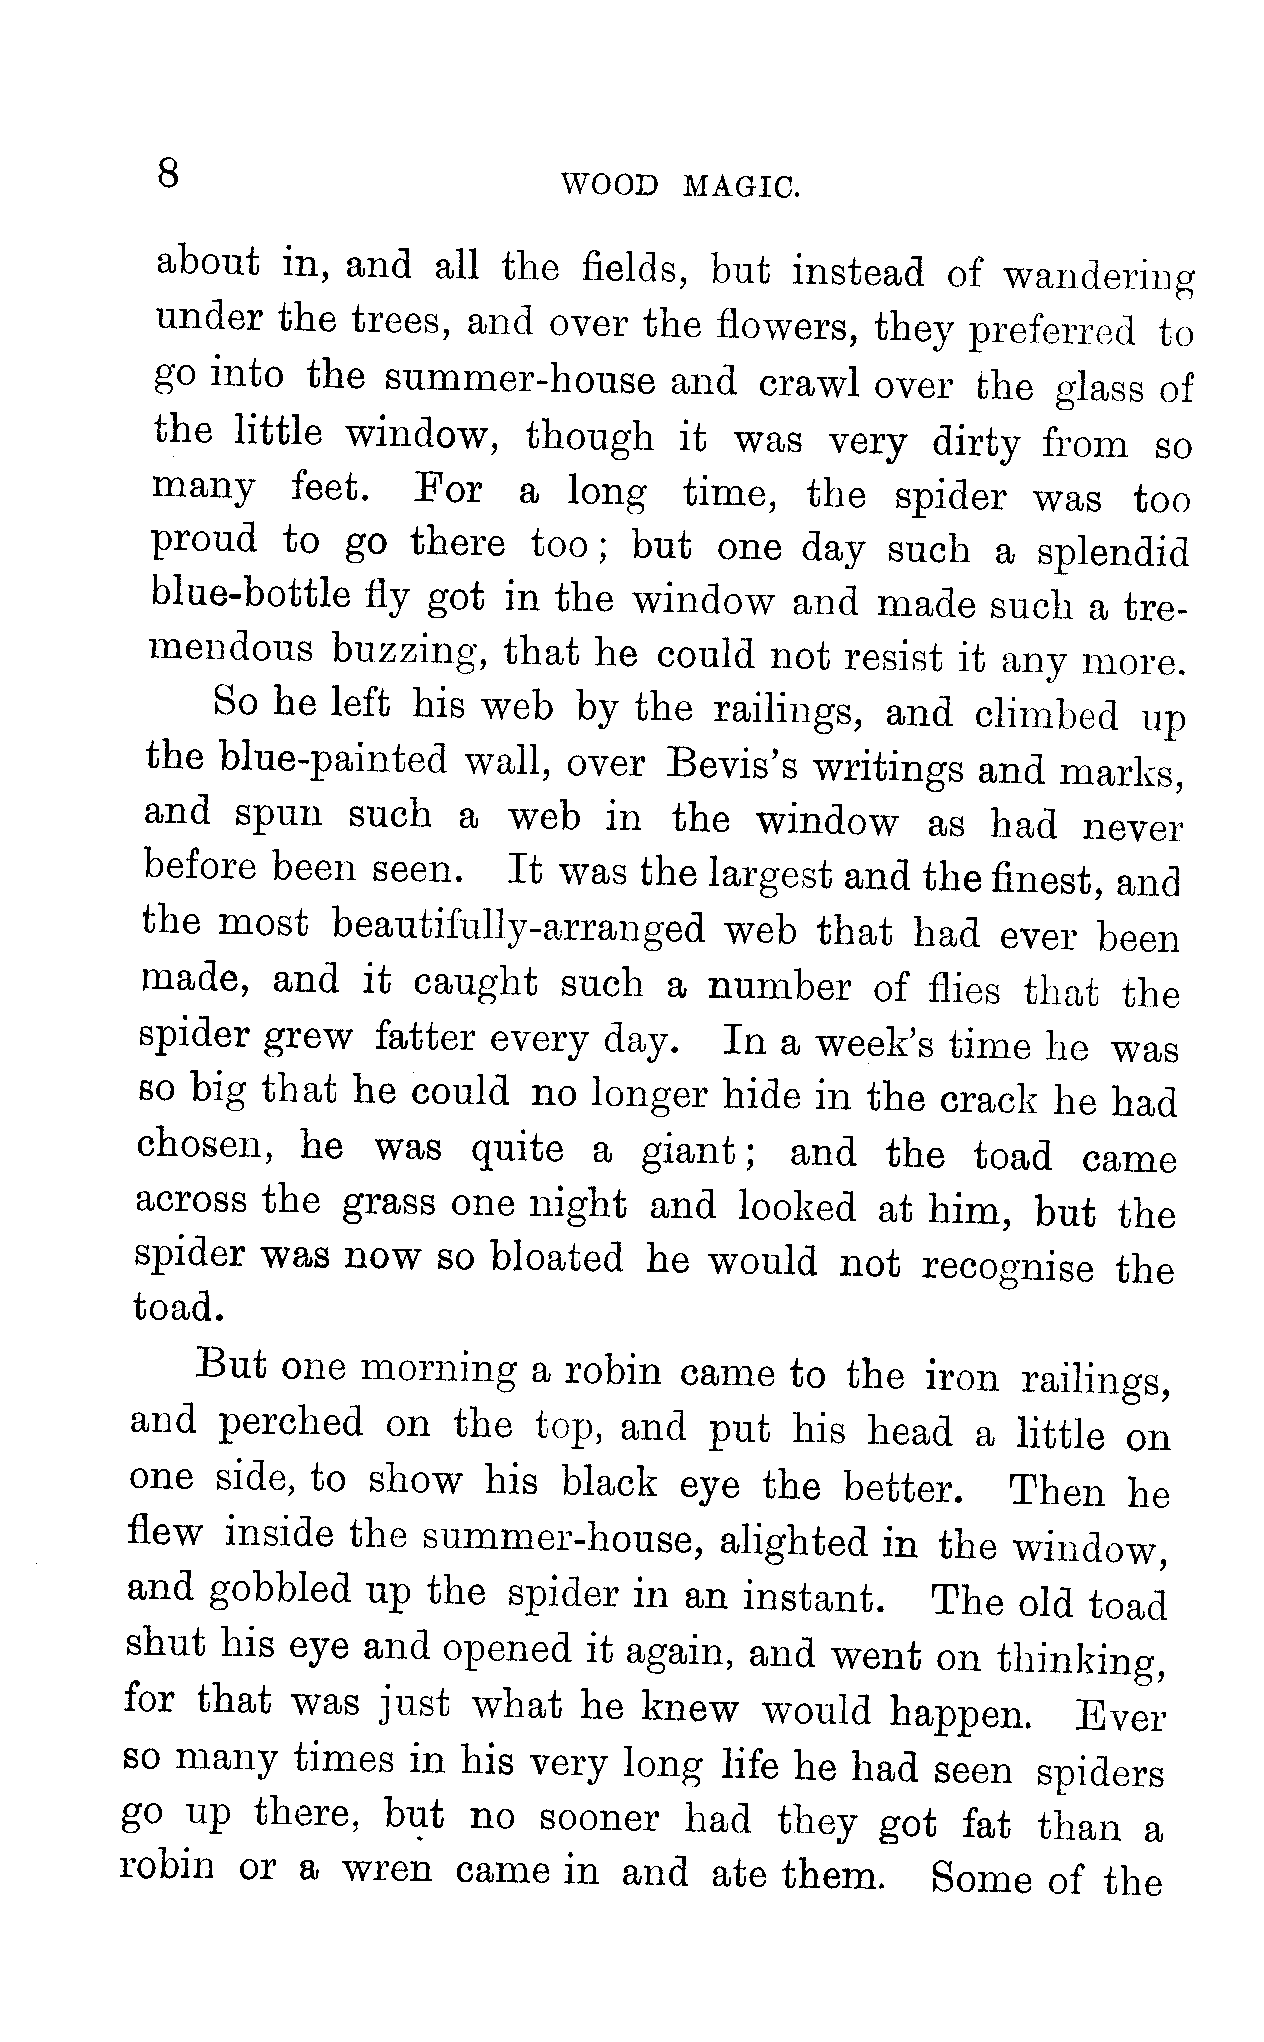 8
WOOD MAGIC.
about in, and all the fields, but instead of wandering
under the trees, and over the flowers, they preferred to
go into the summer-house and crawl over the glass of
the little window, though it was very dirty from so
many feet. For a long time, the spider was too
proud to go there too; but one day such a splendid
blue-bottle fly got in the window and made such a tre-
mendous buzzing, that he could not resist it any more.
So he left his web by the railings, and climbed up
the blue-painted wall, over Bevis's writings and marks,
and spun such a web in the window as had never
before been seen. It was the largest and the finest, and
the most beautifully-arranged web that had ever been
made, and it caught such a number of flies that the
spider grew fatter every day. In a week's time he was
so big that he could no longer hide in the crack he had
chosen, he was quite a giant; and the toad came
across the grass one night and looked at him, but the
spider was now so bloated he would not recognise the
toad.
But one morning a robin came to the iron railings,
and perched on the top, and put his head a little on
one side, to show his black eye the better. Then he
flew inside the summer-house, alighted in the window,
and gobbled up the spider in an instant. The old toad
shut his eye and opened it again, and went on thinking,
for that was just what he knew would happen. Ever
so many times in his very long life he had seen spiders
go up there, but no sooner had they got fat than a
robin or a wren came in and ate them. Some of the